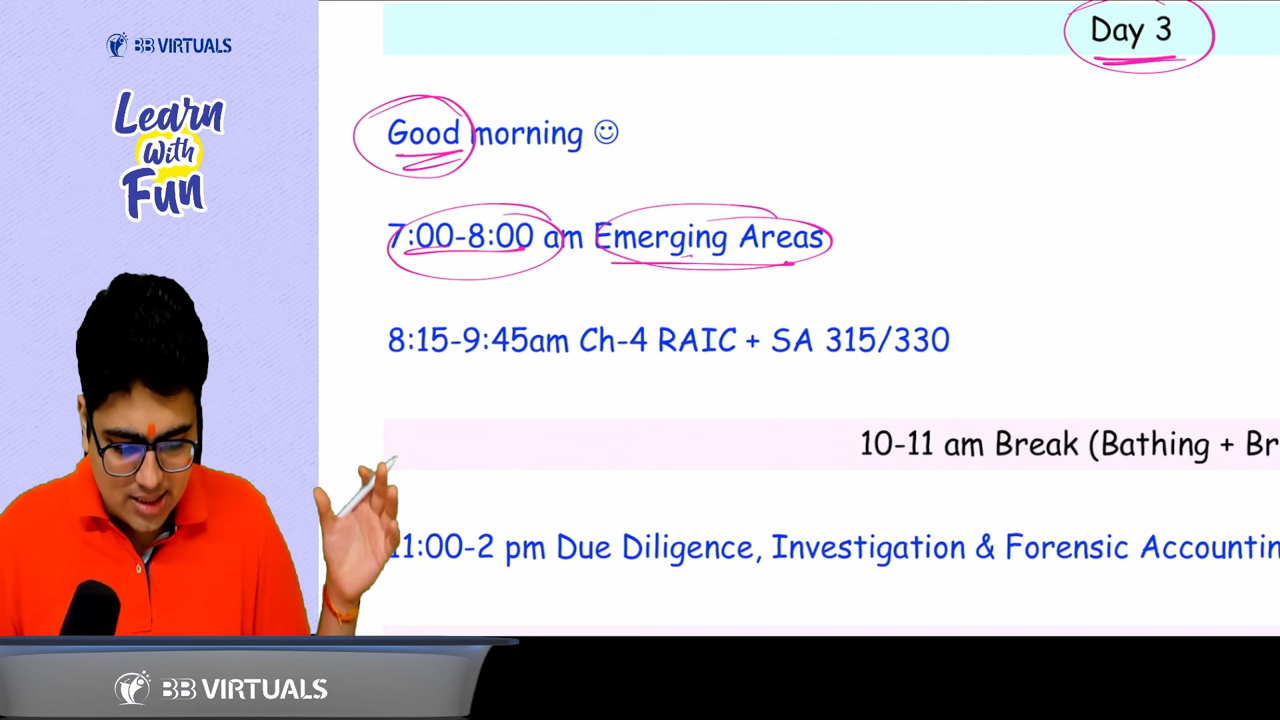 BB VIRTUALS
Learn
With
Fun
Day 3
Good morning ☺
7:00-8:00 am Emerging Areas
8:15-9:45am Ch-4 RAIC + SA 315/330
10-11 am Break (Bathing +
11:00-2 pm Due Diligence, Investigation & Forensic
BB VIRTUALS